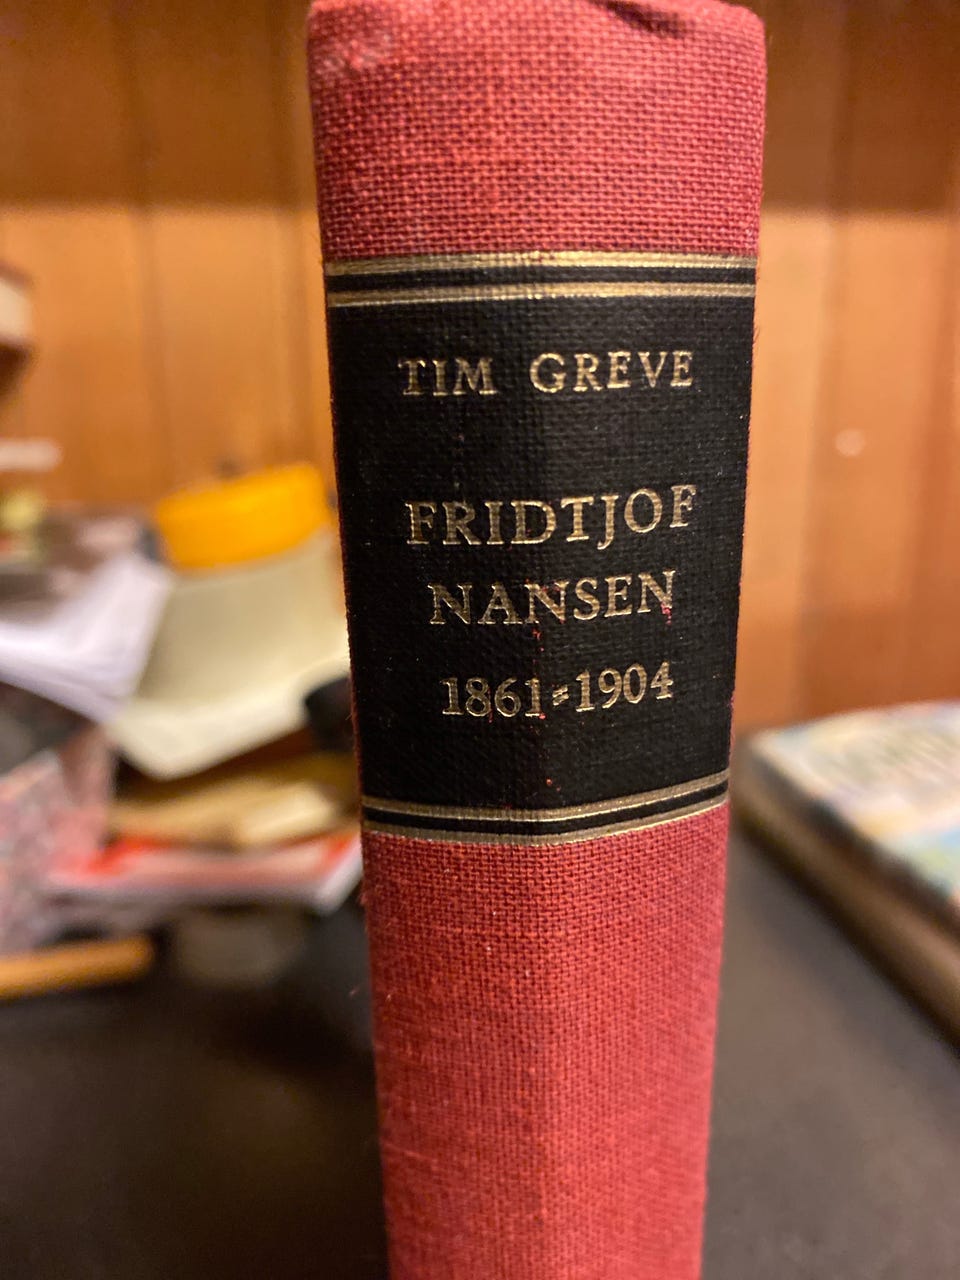 TIM GREVE
FRIDTJOF
NANSEN
1861-1904